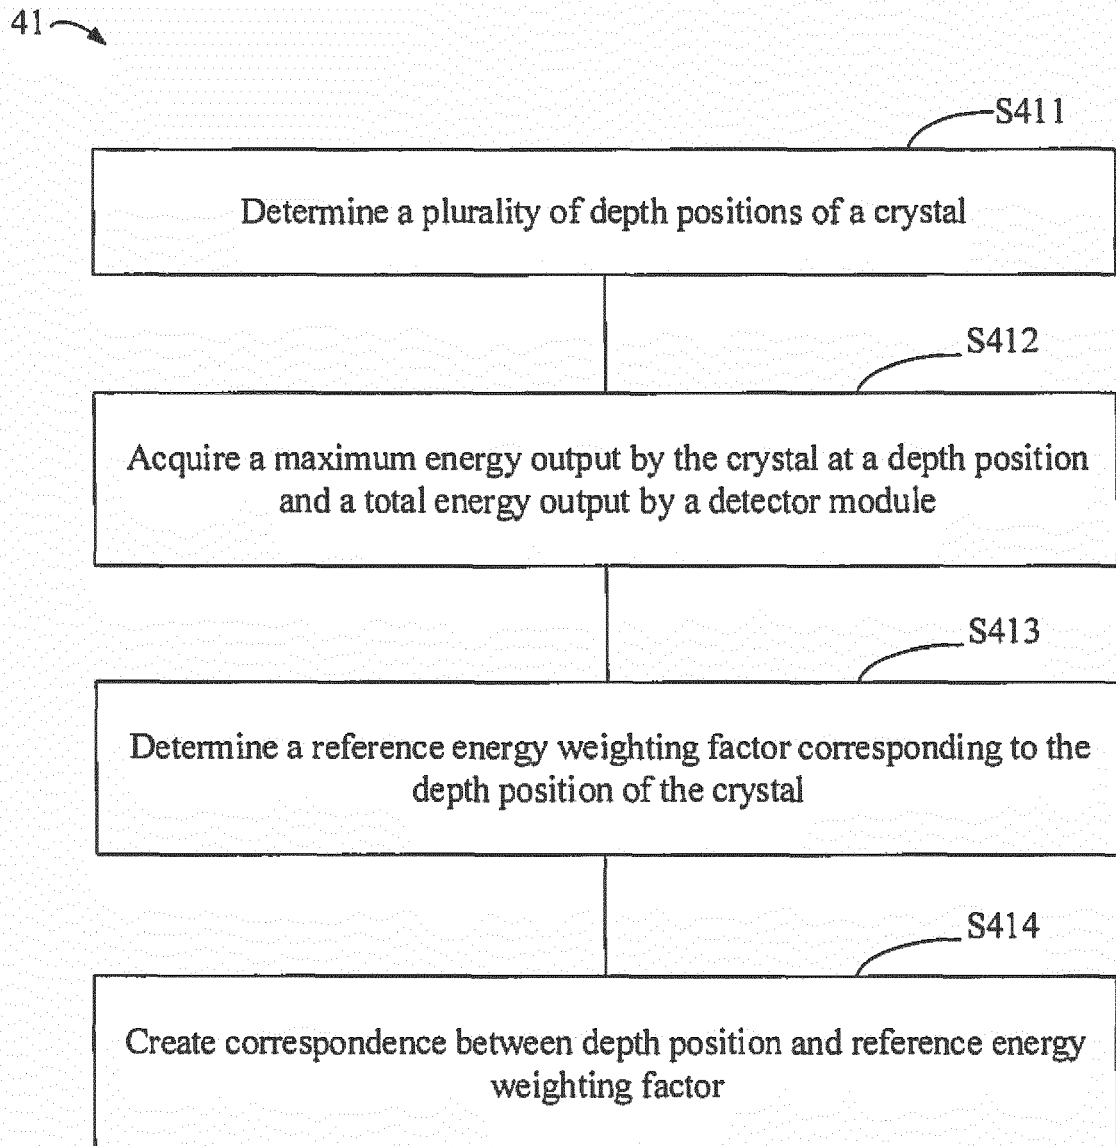 41
S411
Determine a plurality of depth positions of a crystal
S412
Acquire a maximum energy output by the crystal at a depth position
and a total energy output by a detector module
S413
Determine a reference energy weighting factor corresponding to the
depth position of the crystal
S414
Create correspondence between depth position and reference energy
weighting factor